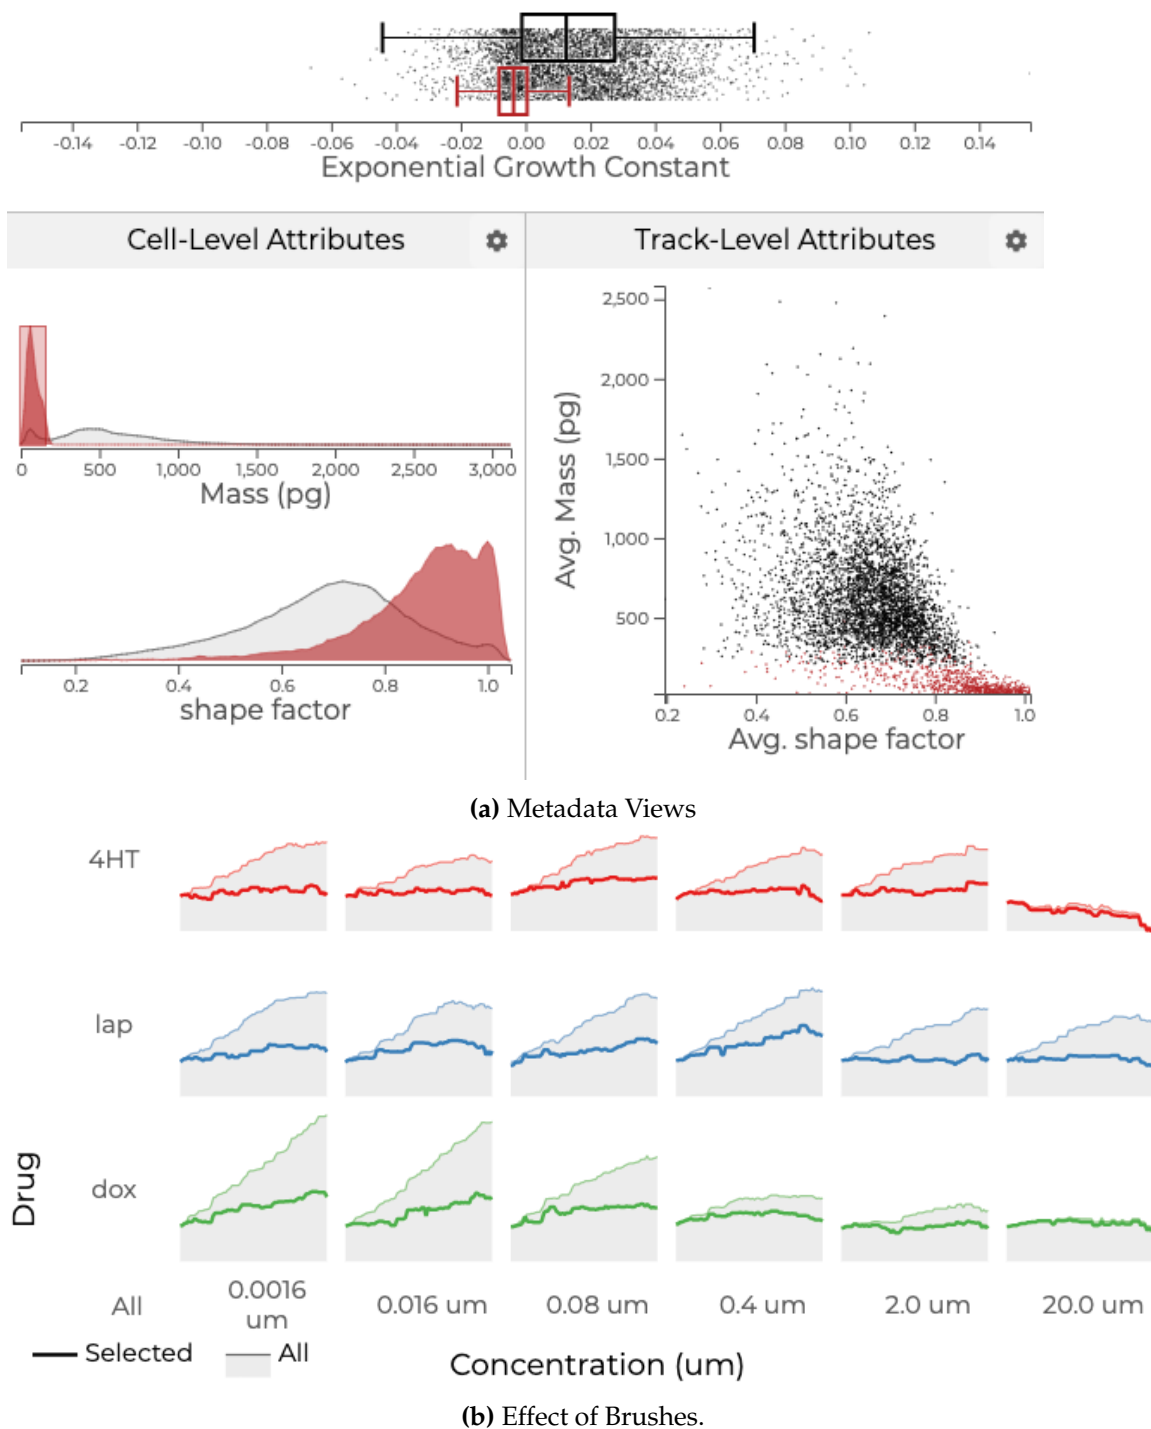 -0.14 -0.12 -0.10 -0.08 -0.06 -0.04 -0.02 0.00 0.02 0.04 0.06 0.08 0.10 0.12 0.14
Exponential Growth Constant
Cell-Level Attributes
0 500 1,000 1,500 2,000 2,500 3,000
Mass (pg)
0.2 0.4 0.6 0.8 1.0
shape factor
Track-Level Attributes
2,500
2,000
1,500
1,000
500
Avg. Mass (pg)
0.2 0.4 0.6 0.8 1.0
Avg. shape factor
(a) Metadata Views
4HT
lap
dox
Drug
All
0.0016
um
0.016 um 0.08 um 0.4 um 2.0 um 20.0 um
Selected All
Concentration (um)
(b) Effect of Brushes.